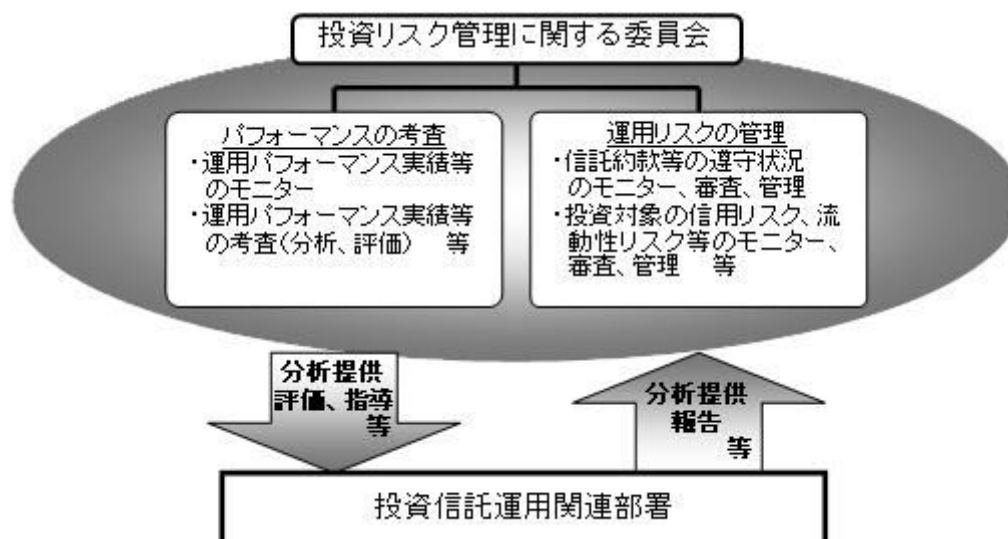 投資リスク管理に関する委員会
パフォーマンスの考査
・運用パフォーマンス実績等
のモニター
・運用パフォーマンス実績等
の考査(分析、評価) 等
運用リスクの管理
・信託約款等の遵守状況
のモニター、審査、管理
・投資対象の信用リスク、流
動性リスク等のモニター、
審査、管理 等
分析提供
評価、指導
等
分析提供
報告
等
投資信託運用関連部署